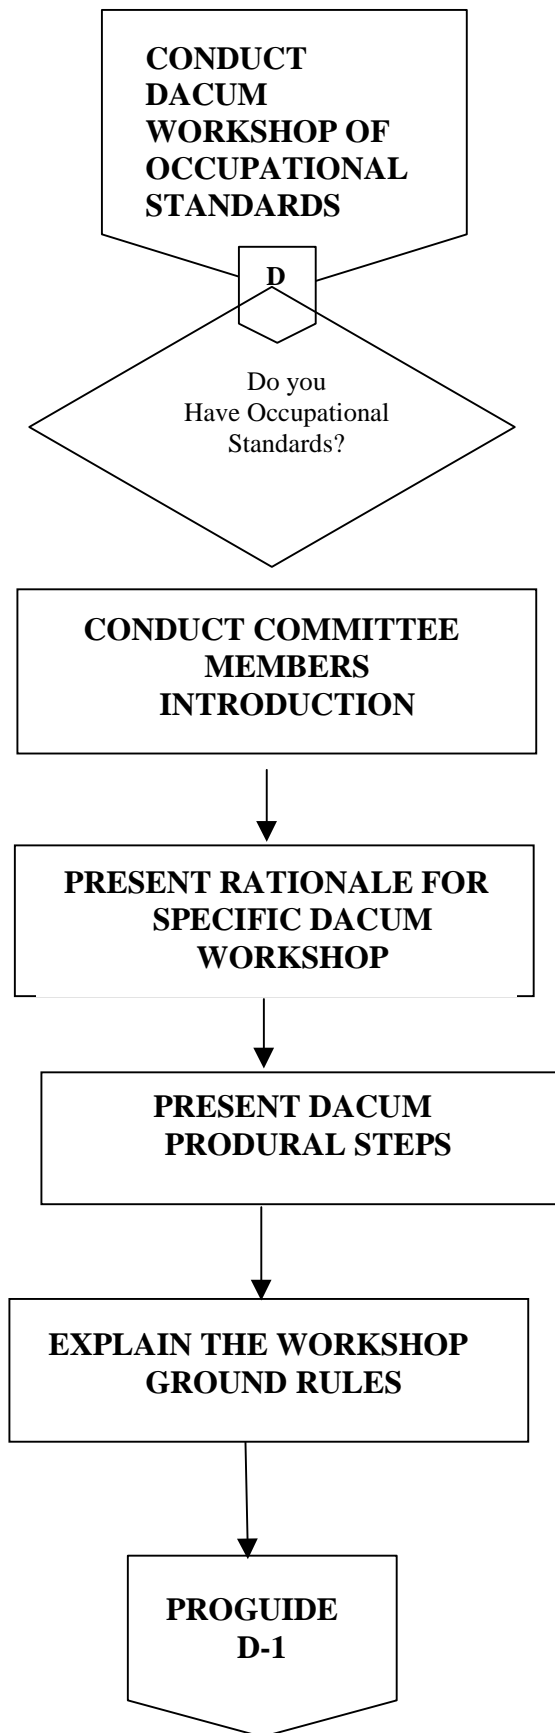 CONDUCT
DACUM
WORKSHOP OF
OCCUPATIONAL
STANDARDS
D
Do you
Have Occupational
Standards?
CONDUCT COMMITTEE
MEMBERS
INTRODUCTION
PRESENT RATIONALE FOR
SPECIFIC DACUM
WORKSHOP
PRESENT DACUM
PRODURAL STEPS
EXPLAIN THE WORKSHOP
GROUND RULES
PROGUIDE
D-1